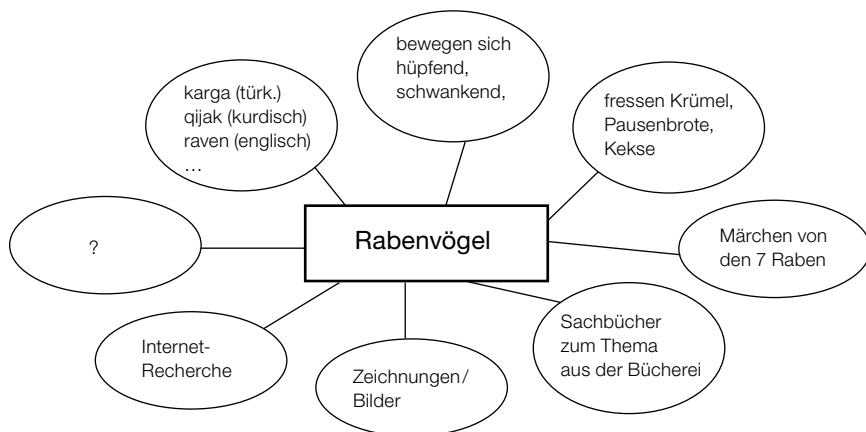 bewegen sich
hüpfend,
schwankend,
karga (türk.)
qijak (kurdisch)
raven (englisch)
...
fressen Krümel,
Pausenbrote,
Kekse
?
Rabenvögel
Märchen von
den 7 Raben
Internet-
Recherche
Zeichnungen/
Bilder
Sachbücher
zum Thema
aus der Bücherei